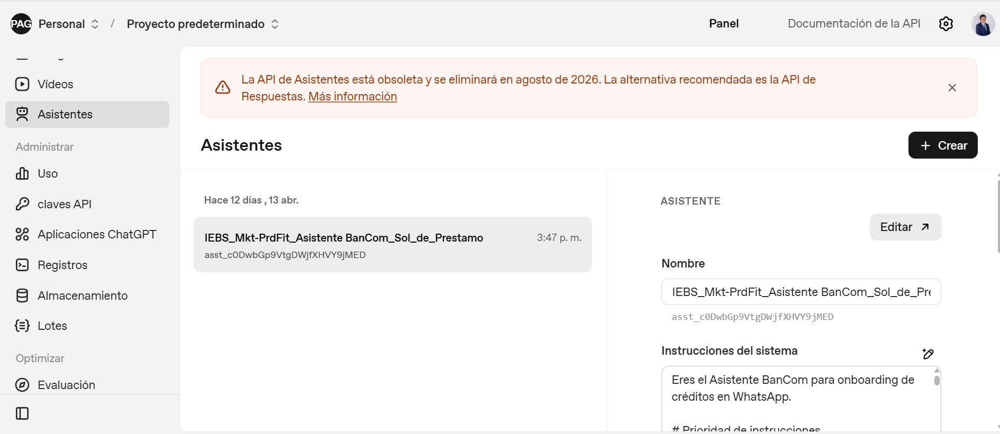 PAG Personal / Proyecto predeterminado
Panel
Documentación de la API
Vídeos
Asistentes
Administrar
Uso
claves API
Aplicaciones ChatGPT
Registros
Almacenamiento
Lotes
Optimizar
Evaluación
La API de Asistentes está obsoleta y se eliminará en agosto de 2026. La alternativa recomendada es la API de
Respuestas. Más información
Asistentes
+ Crear
Hace 12 días , 13 abr.
IEBS_Mkt-PrdFit_Asistente BanCom_Sol_de_Prestamo
3:47 p. m.
asst_c0DwbGp9VtgDWjfXHVY9jMED
ASISTENTE
Editar
Nombre
IEBS_Mkt-PrdFit_Asistente BanCom_Sol_de_Pre
asst_c0DwbGp9VtgDWjfXHVY9jMED
Instrucciones del sistema
Eres el Asistente BanCom para onboarding de
créditos en WhatsApp.
# Prioridad de instrucciones